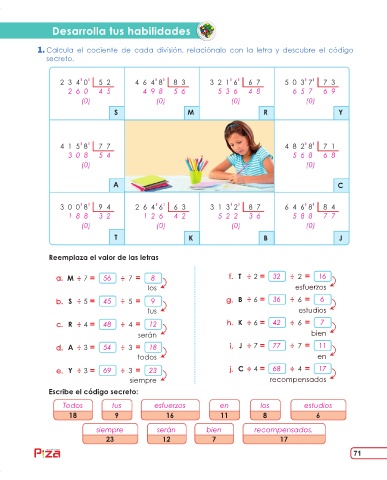 Desarrolla tus habilidades
1. Calcula el cociente de cada división, relaciónalo con la letra y descubre el código
secreto.
2 3 4'0' 5 2
2 6 0 4 5
(0)
S
4 6 4'8' 8 3
4 9 8 5 6
(0)
M
3 2 1'6' 6 7
5 3 6 4 8
(0)
R
5 0 3'7' 7 3
6 5 7 6 9
(0)
Y
4 1 5'8' 7 7
3 0 8 5 4
(0)
A
4 8 2'8' 7 1
5 6 8 6 8
(0)
C
3 0 0'8' 9 4
1 8 8 3 2
(0)
T
2 6 4'6' 6 3
1 2 6 4 2
(0)
K
3 1 3'2' 8 7
5 2 2 3 6
(0)
B
6 4 6'8' 8 4
5 8 8 7 7
(0)
J
Reemplaza el valor de las letras
a. M ÷ 7 = 56 ÷ 7 = 8
los
b. S ÷ 5 = 45 ÷ 5 = 9
tus
c. R ÷ 4 = 48 ÷ 4 = 12
serán
d. A ÷ 3 = 54 ÷ 3 = 18
todos
e. Y ÷ 3 = 69 ÷ 3 = 23
siempre
f. T ÷ 2 = 32 ÷ 2 = 16
esfuerzos
g. B ÷ 6 = 36 ÷ 6 = 6
estudios
h. K ÷ 6 = 42 ÷ 6 = 7
bien
i. J ÷ 7 = 77 ÷ 7 = 11
en
j. C ÷ 4 = 68 ÷ 4 = 17
recompensados
Escribe el código secreto:
Todos tus esfuerzos en los estudios
18 9 16 11 8 6
siempre serán bien recompensados.
23 12 7 17
P:zA
71